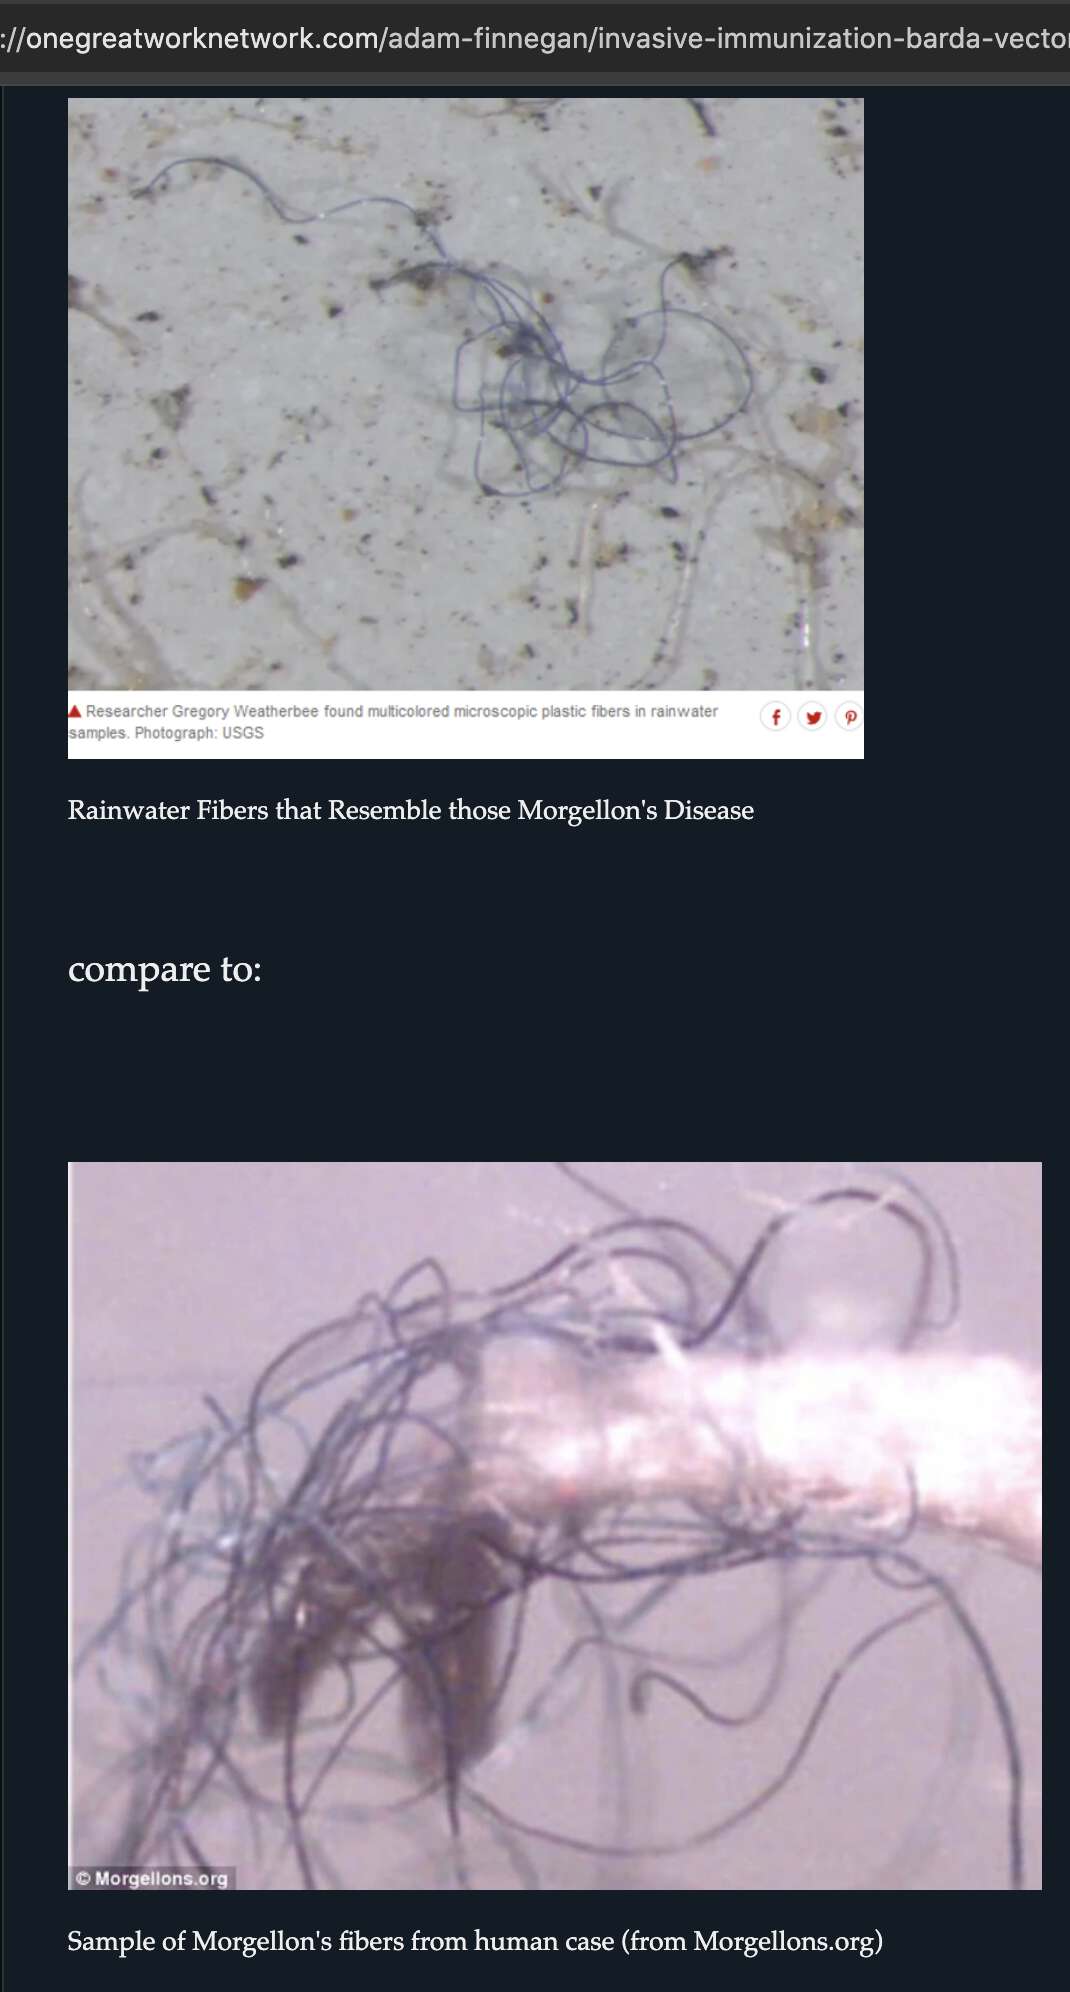 ://onegreatworknetwork.com/adam-finnegan/invasive-immunization-barda-vector
Researcher Gregory Weatherbee found multicolored microscopic plastic fibers in rainwater
samples. Photograph: USGS
Rainwater Fibers that Resemble those Morgellon's Disease
compare to:
© Morgellons.org
Sample of Morgellon's fibers from human case (from Morgellons.org)